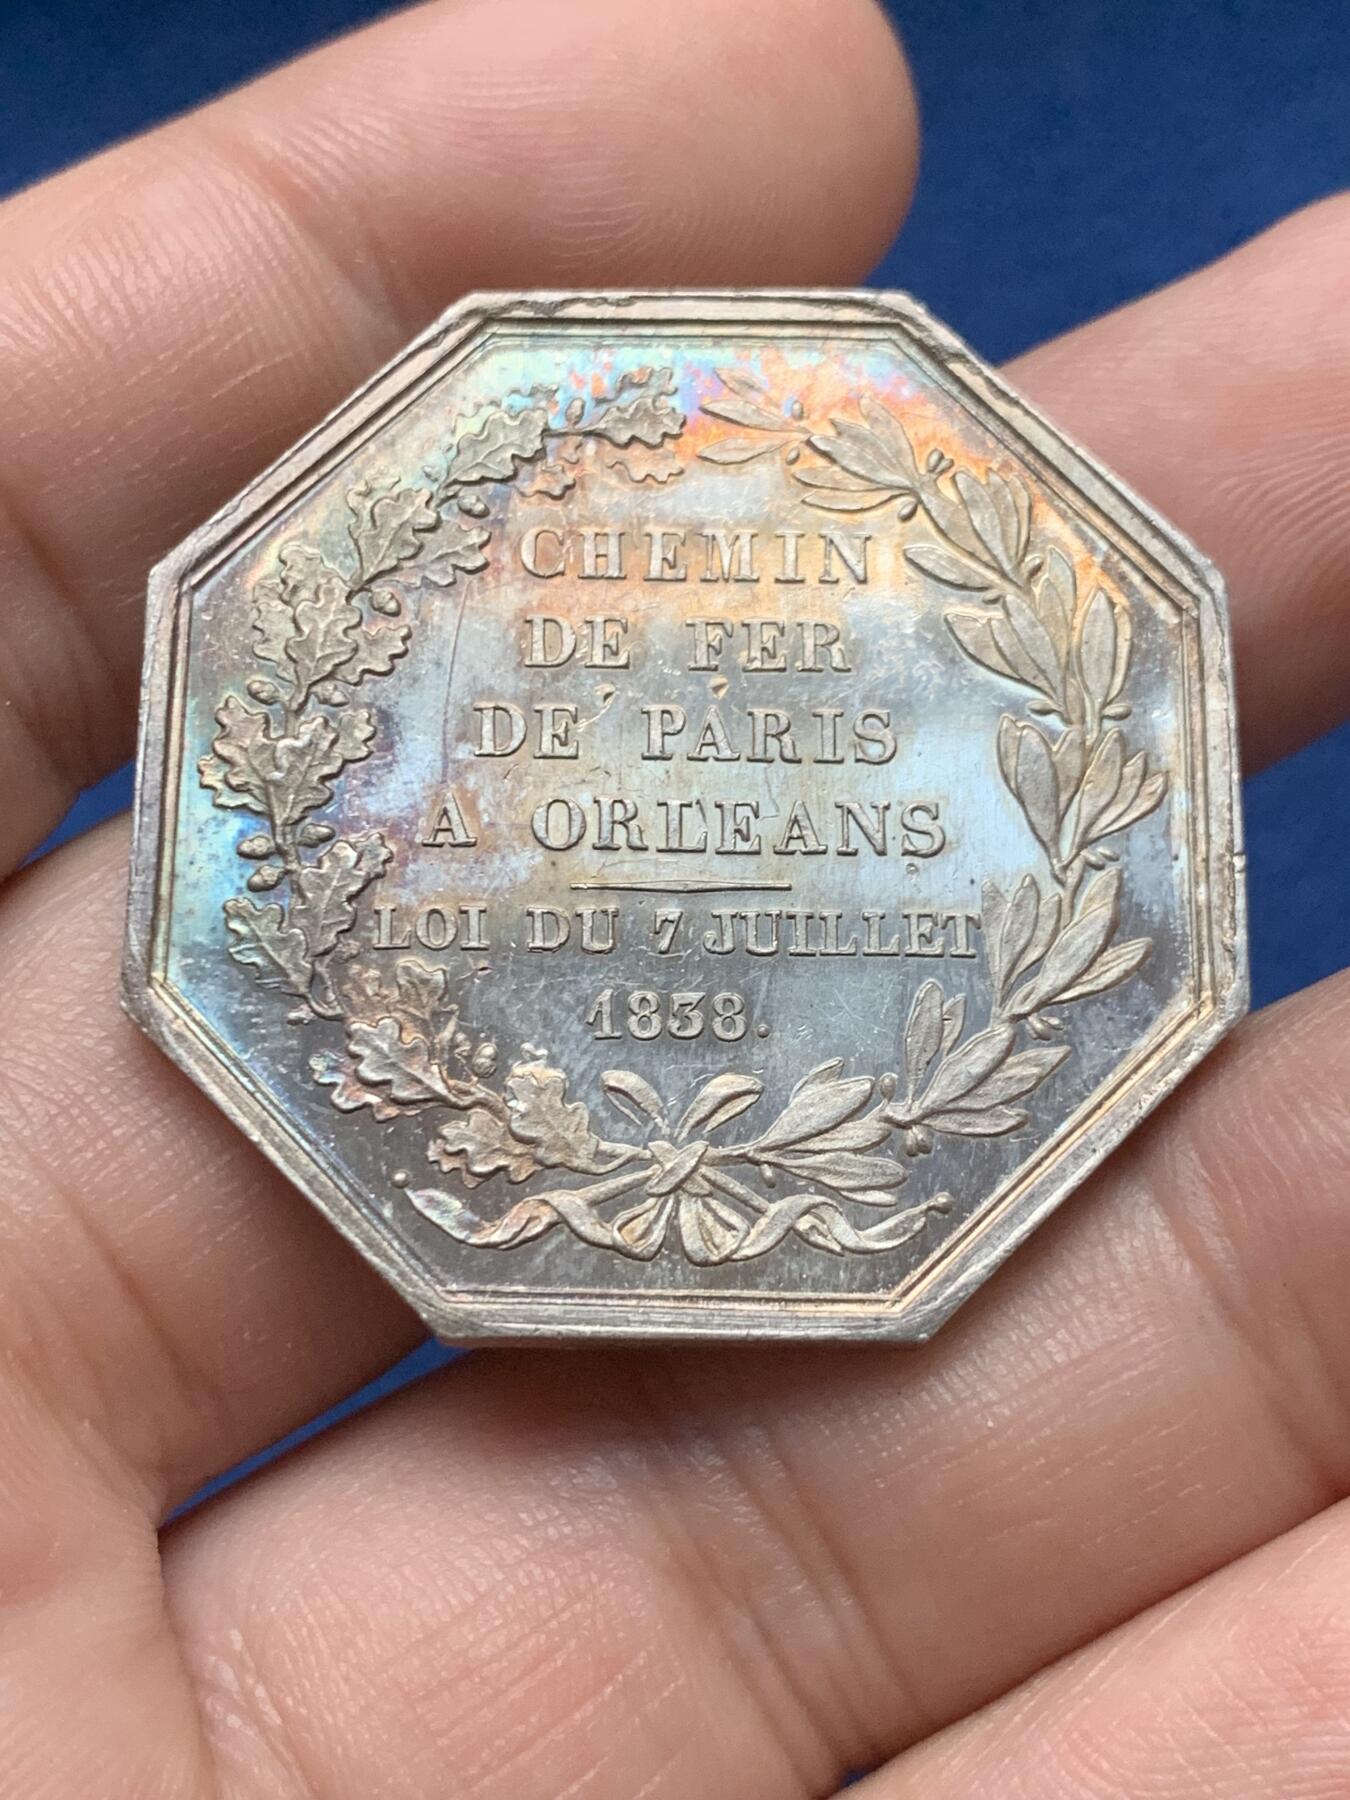 CHEMIN
DE FER
DE PARIS
A ORLEANS
LOI DU 7 JUILLET
1838.